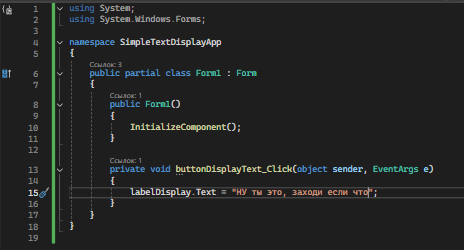 1 using System;
2 using System.Windows.Forms;
3
4 namespace SimpleTextDisplayApp
5 {
Ссылок: 3
6 public partial class Form1 : Form
7 {
Ссылок: 1
8 public Form1()
9 {
10 InitializeComponent();
11 }
12
Ссылок: 1
13 private void buttonDisplayText_Click(object sender, EventArgs e)
14 {
15 labelDisplay.Text = "НУ ты это, заходи если что";
16 }
17 }
18 }
19